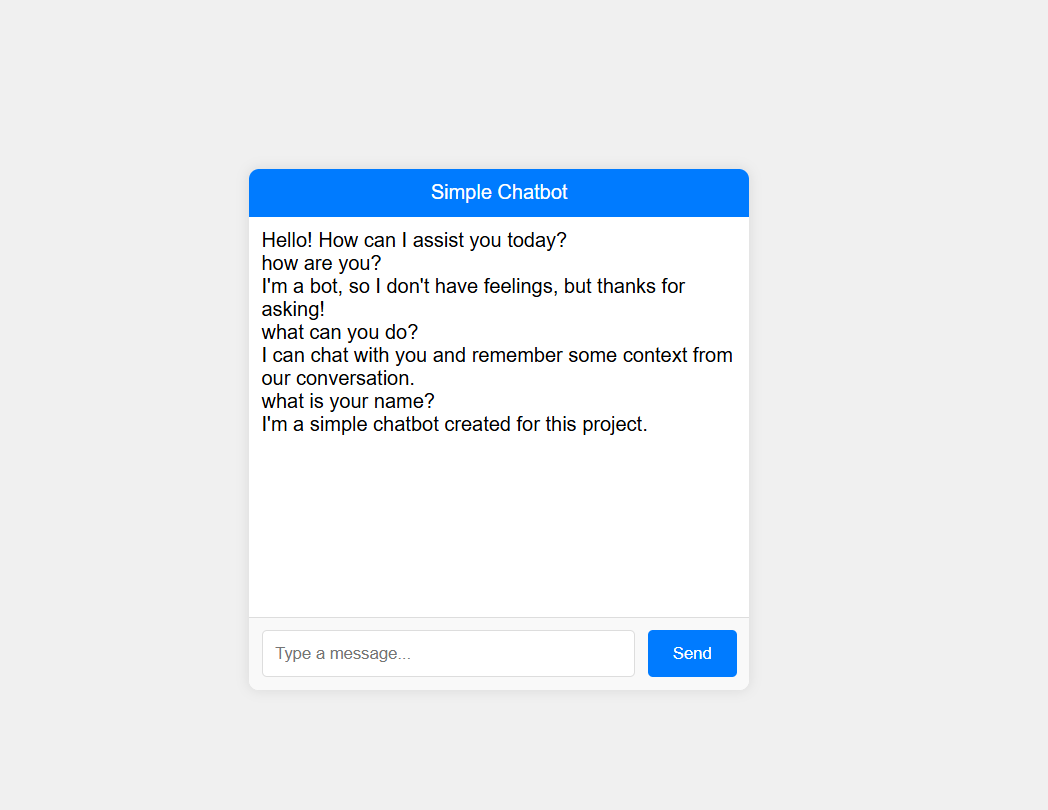 Simple Chatbot
Hello! How can I assist you today?
how are you?
I'm a bot, so I don't have feelings, but thanks for
asking!
what can you do?
I can chat with you and remember some context from
our conversation.
what is your name?
I'm a simple chatbot created for this project.
Type a message...
Send